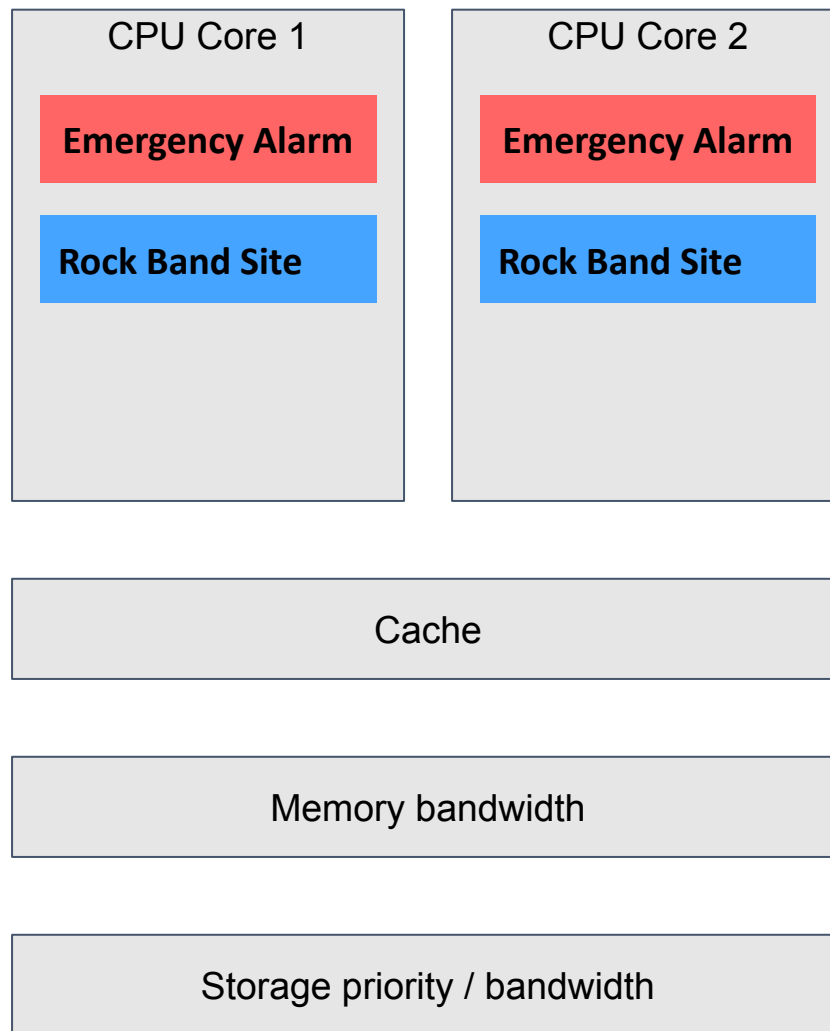 CPU Core 1
CPU Core 2
Emergency Alarm
Emergency Alarm
Rock Band Site
Rock Band Site
Cache
Memory bandwidth
Storage priority / bandwidth